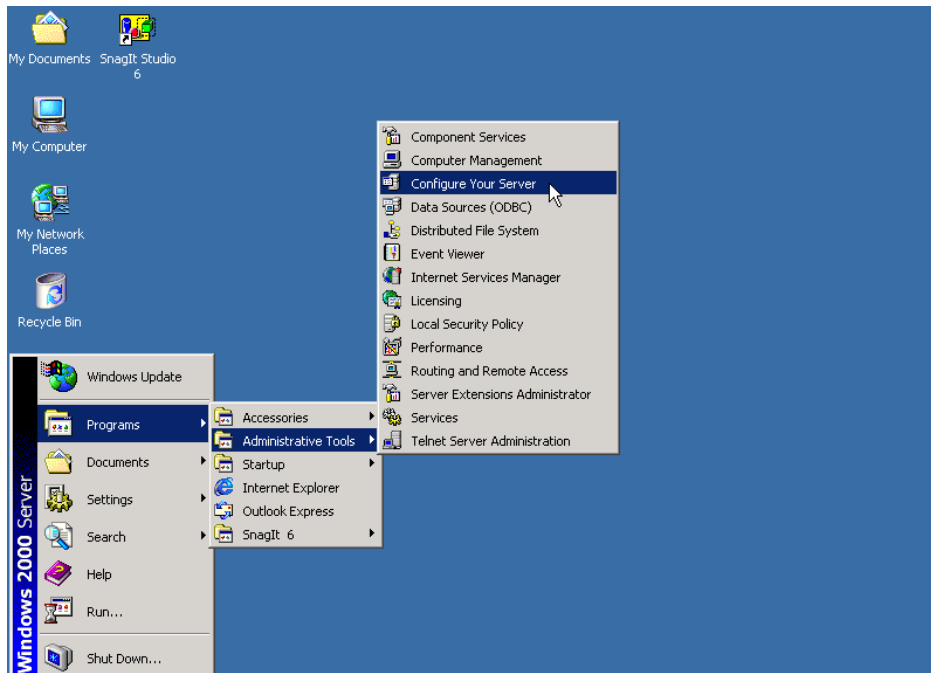 My Documents
SnagIt Studio
6
My Computer
My Network
Places
Recycle Bin
Windows 2000 Server
Windows Update
Programs
Documents
Settings
Search
Help
Run...
Shut Down...
Accessories
Administrative Tools
Startup
Internet Explorer
Outlook Express
SnagIt 6
Component Services
Computer Management
Configure Your Server
Data Sources (ODBC)
Distributed File System
Event Viewer
Internet Services Manager
Licensing
Local Security Policy
Performance
Routing and Remote Access
Server Extensions Administrator
Services
Telnet Server Administration